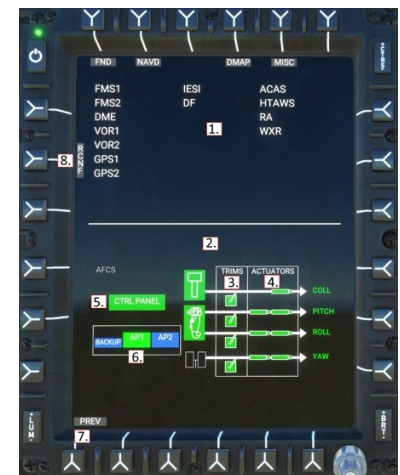 FND NAVD DMAP MISC
FMS1 IESI ACAS
FMS2 DF HTAWS
DME RA
VOR1 1. WXR
VOR2
8. RCNF
GPS1
GPS2
2.
AFCS
TRIMS ACTUATORS
3. 4.
COLL
5. CTRL PANEL
PITCH
BACKUP AP1 AP2
ROLL
6.
YAW
PREV
7.
+LUM-
+BRT-